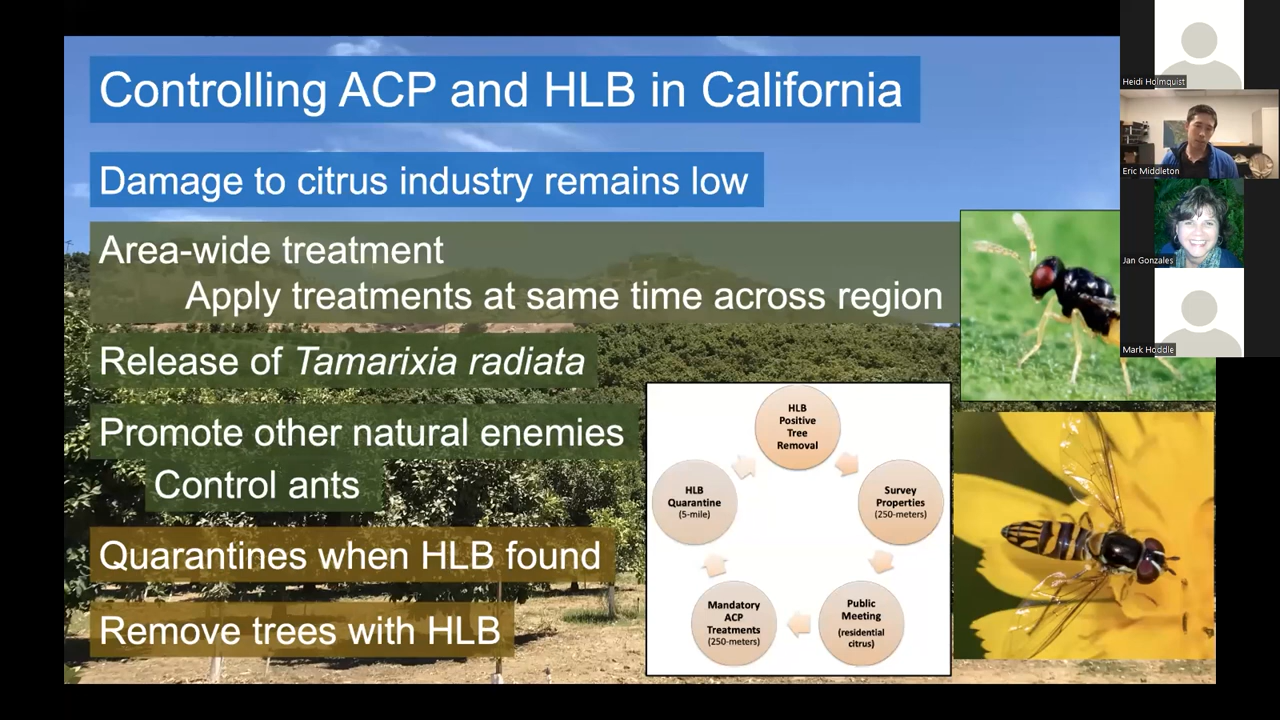 Controlling ACP and HLB in California
Damage to citrus industry remains low
Area-wide treatment
Apply treatments at same time across region
Release of Tamarixia radiata
Promote other natural enemies
Control ants
Quarantines when HLB found
Remove trees with HLB
HLB
Positive
Tree
Removal
Survey
Properties
(250-meters)
Public
Meeting
(residential
citrus)
Mandatory
ACP
Treatments
(250-meters)
HLB
Quarantine
(5-mile)
Heidi Holmquist
Eric Middleton
Jan Gonzales
Mark Hoddle